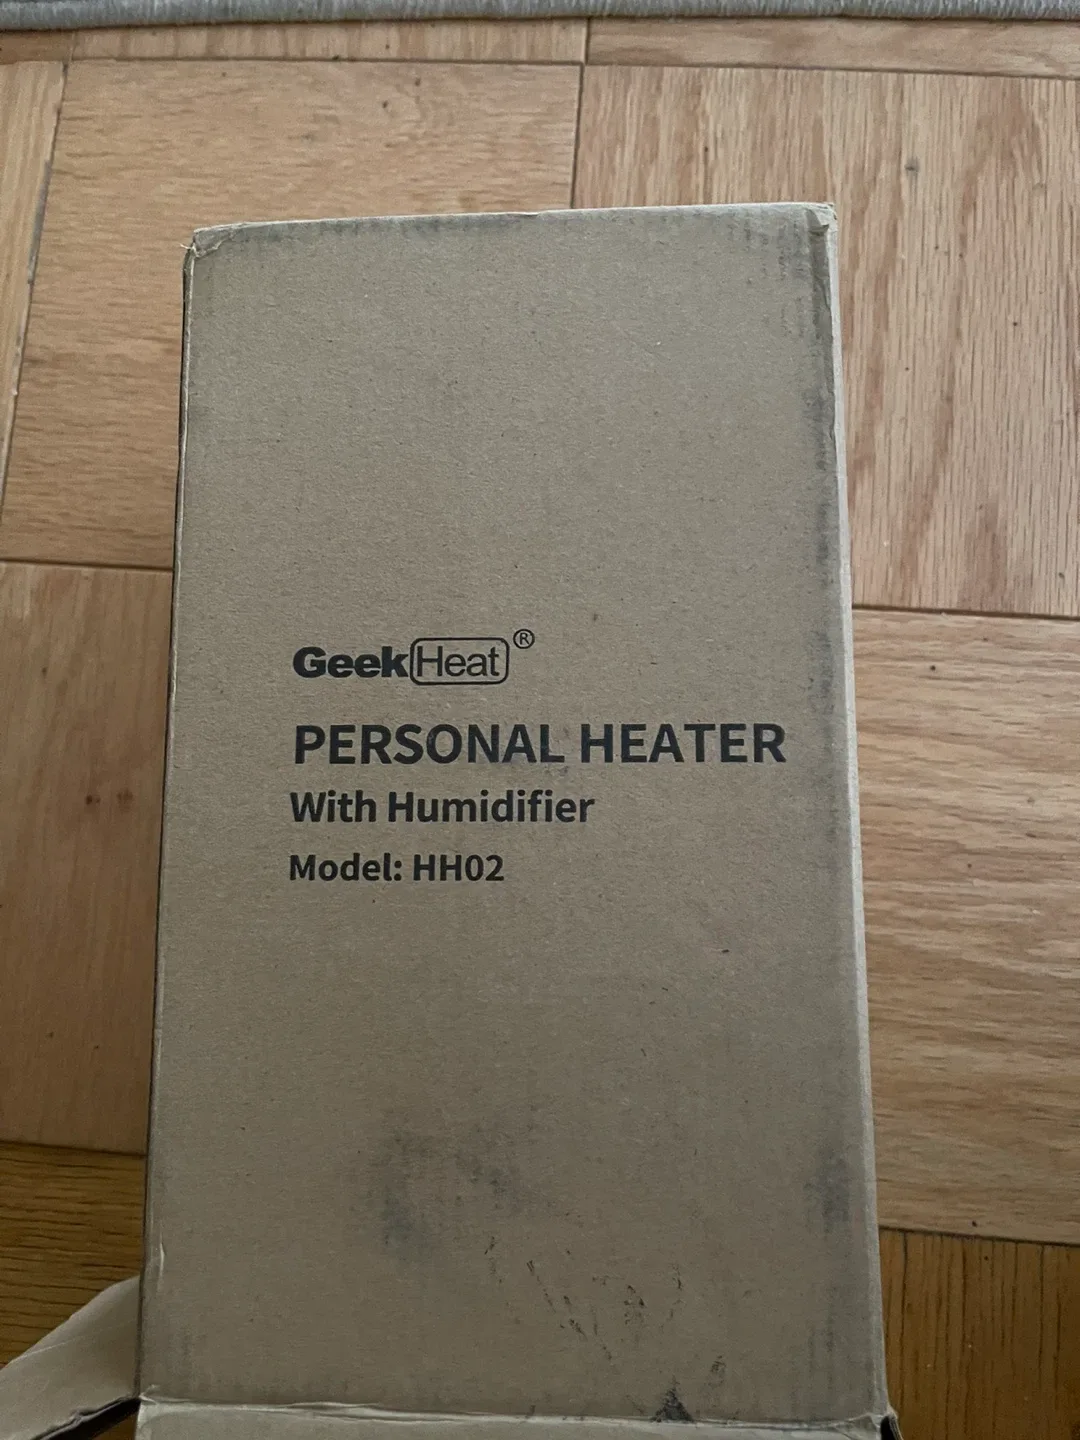 GeekHeat®
PERSONAL HEATER
With Humidifier
Model: HH02